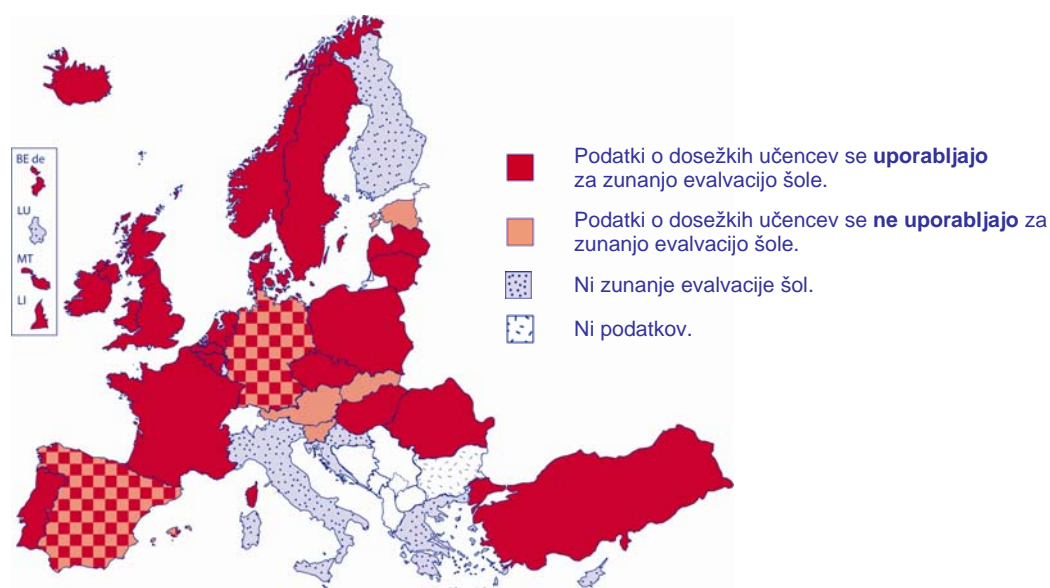 BE de
LU
MT
LI
Podatki o dosežkih učencev se uporabljajo
za zunanjo evalvacijo šole.
Podatki o dosežkih učencev se ne uporabljajo za
zunanjo evalvacijo šole.
Ni zunanje evalvacije šol.
Ni podatkov.